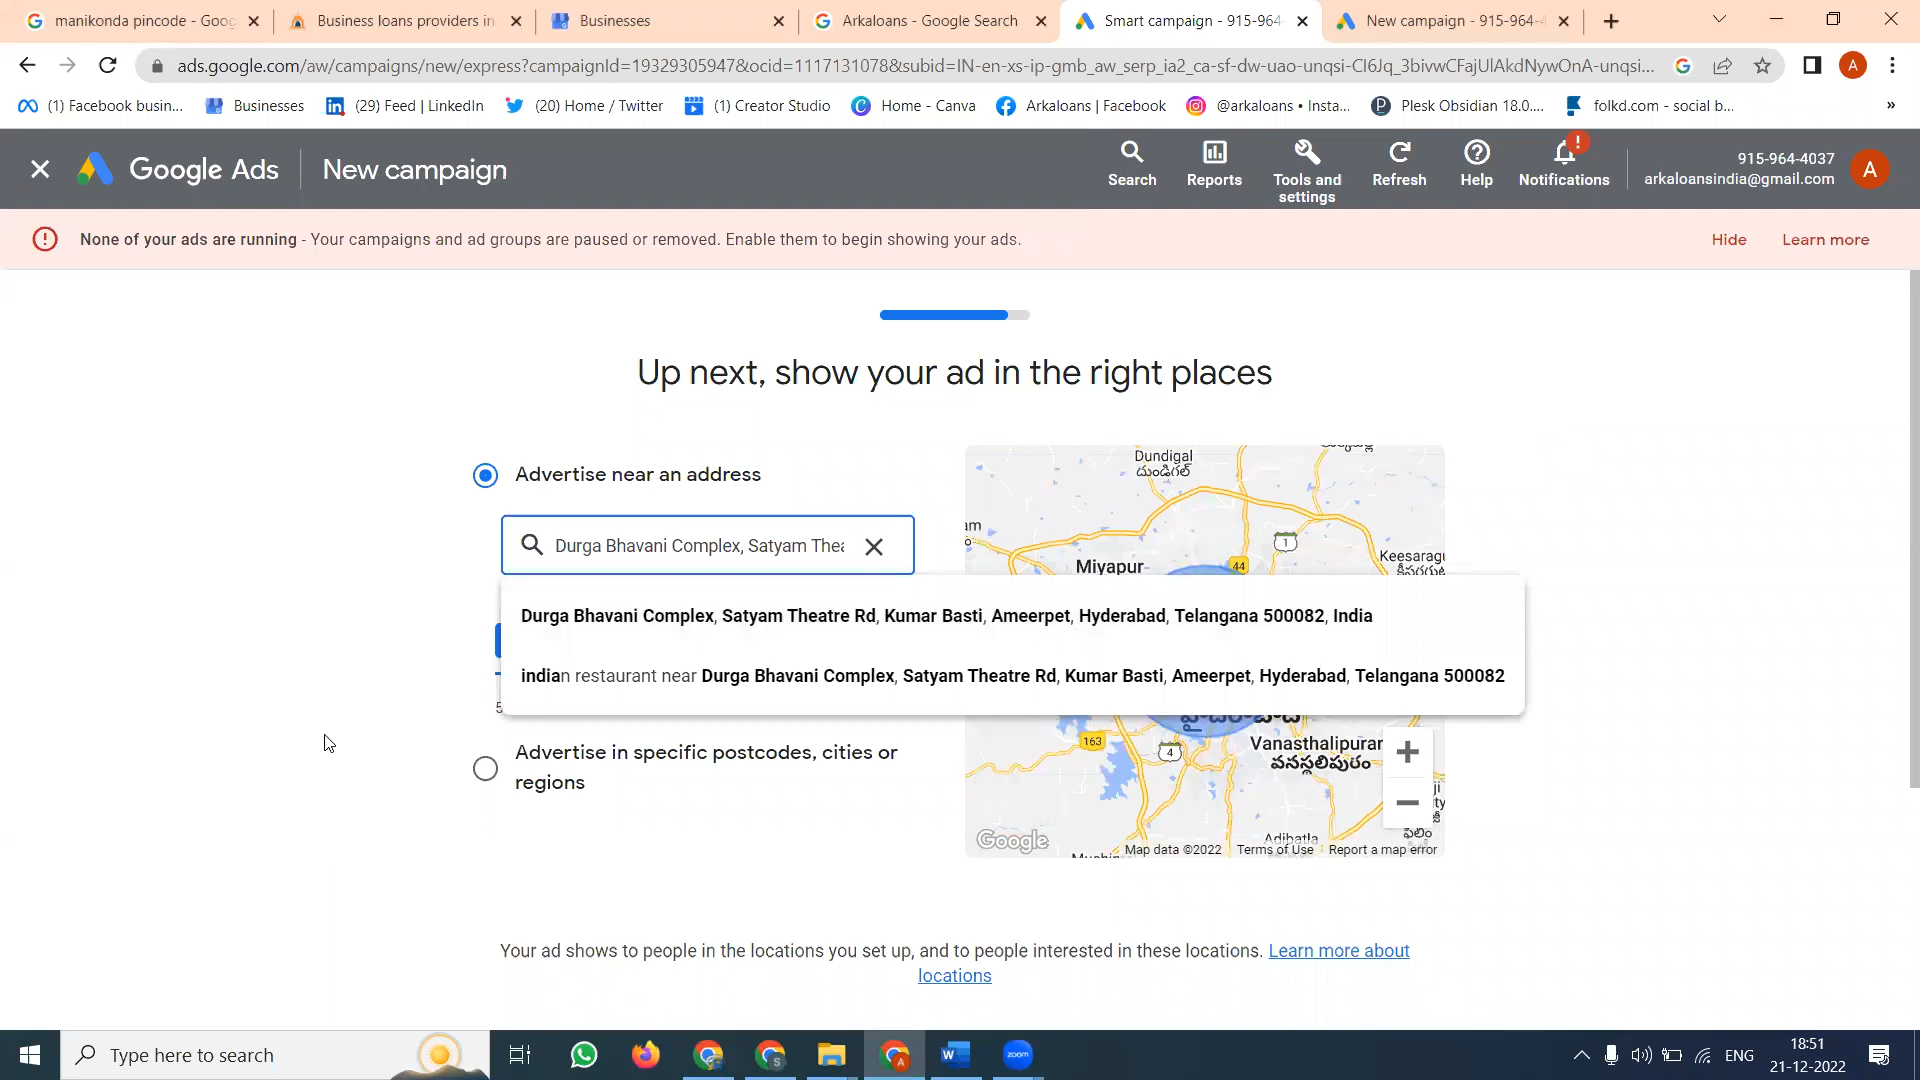 manikonda pincode - Goog
Business loans providers in
Businesses
Arkaloans - Google Search
Smart campaign - 915-964
New campaign - 915-964-4
ads.google.com/aw/campaigns/new/express?campaignId=19329305947&ocid=1117131078&subid=IN-en-xs-ip-gmb_aw_serp_ia2_ca-sf-dw-uao-unqsi-CI6Jq_3bivwCFajUlAkdNywOnA-unqsi...
A
(1) Facebook busin...
Businesses
(29) Feed | LinkedIn
(20) Home / Twitter
(1) Creator Studio
Home - Canva
Arkaloans | Facebook
@arkaloans • Insta...
Plesk Obsidian 18.0....
folkd.com - social b...
»
Google Ads
New campaign
Search
Reports
Tools and
settings
Refresh
Help
Notifications
915-964-4037
arkaloansindia@gmail.com
A
None of your ads are running - Your campaigns and ad groups are paused or removed. Enable them to begin showing your ads.
Hide
Learn more
Up next, show your ad in the right places
Advertise near an address
Durga Bhavani Complex, Satyam Thea
Durga Bhavani Complex, Satyam Theatre Rd, Kumar Basti, Ameerpet, Hyderabad, Telangana 500082, India
indian restaurant near Durga Bhavani Complex, Satyam Theatre Rd, Kumar Basti, Ameerpet, Hyderabad, Telangana 500082
Advertise in specific postcodes, cities or
regions
Dundigal
దుండిగల్
1
Miyapur
44
Keesaragu
163
4
Vanasthalipuram
వనస్థలిపురం
Adibatla
Google
Map data ©2022
Terms of Use
Report a map error
Your ad shows to people in the locations you set up, and to people interested in these locations. Learn more about
locations
Type here to search
zoom
ENG
18:51
21-12-2022